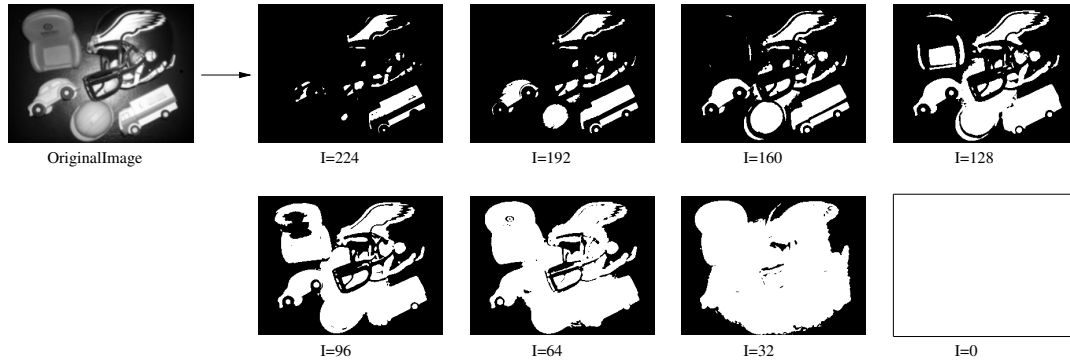 OriginalImage
I=224
I=192
I=160
I=128
I=96
I=64
I=32
I=0